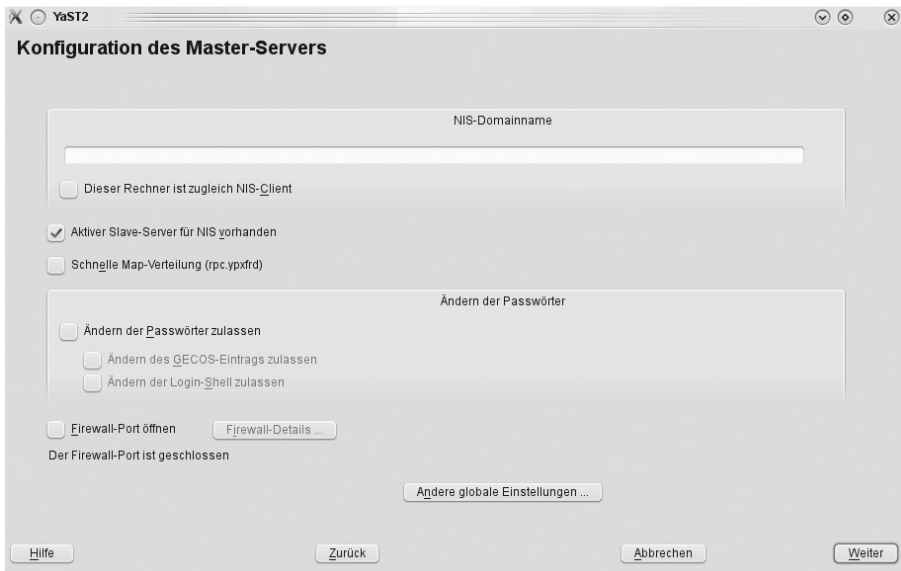 YaST2
Konfiguration des Master-Servers
NIS-Domainname
Dieser Rechner ist zugleich NIS-Client
Aktiver Slave-Server für NIS vorhanden
Schnelle Map-Verteilung (rpc.ypxfrd)
Ändern der Passwörter
Ändern der Passwörter zulassen
Ändern des GECOS-Eintrags zulassen
Ändern der Login-Shell zulassen
Firewall-Port öffnen Firewall-Details ...
Der Firewall-Port ist geschlossen
Andere globale Einstellungen ...
Hilfe Zurück Abbrechen Weiter